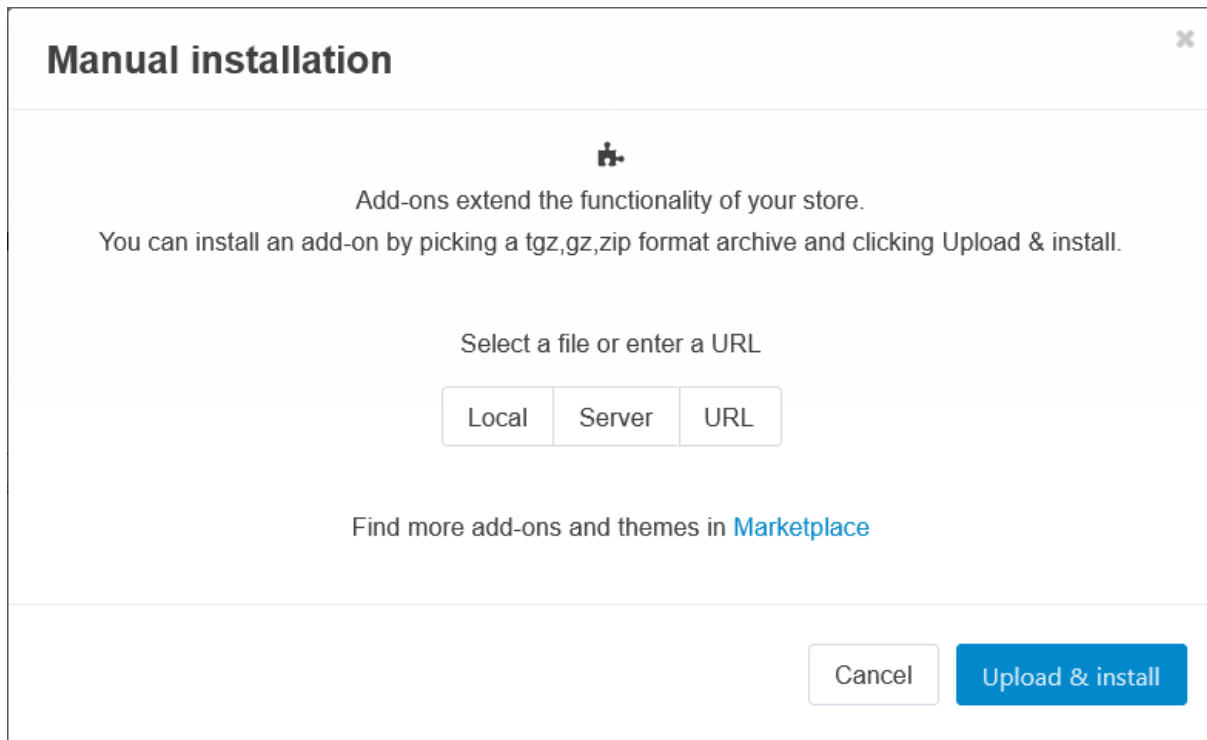 Manual installation
Add-ons extend the functionality of your store.
You can install an add-on by picking a tgz,gz,zip format archive and clicking Upload & install.
Select a file or enter a URL
Local Server URL
Find more add-ons and themes in Marketplace
Cancel Upload & install